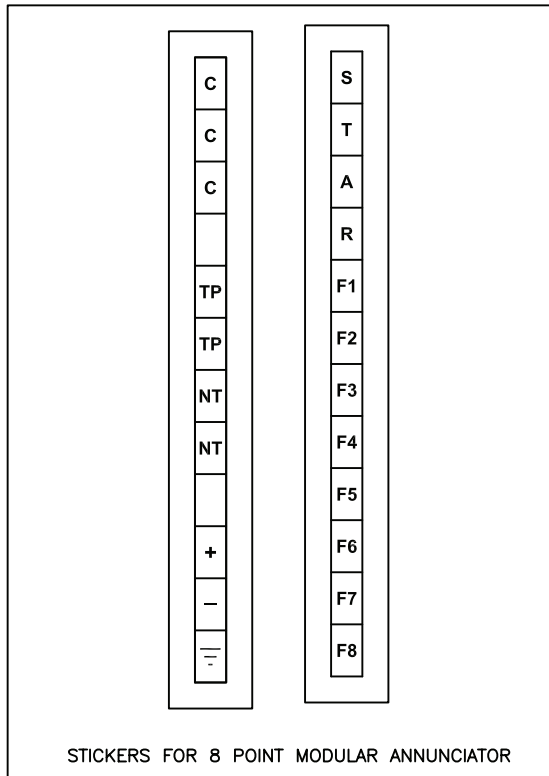 C
C
C
TP
TP
NT
NT
+
−
S
T
A
R
F1
F2
F3
F4
F5
F6
F7
F8
STICKERS FOR 8 POINT MODULAR ANNUNCIATOR